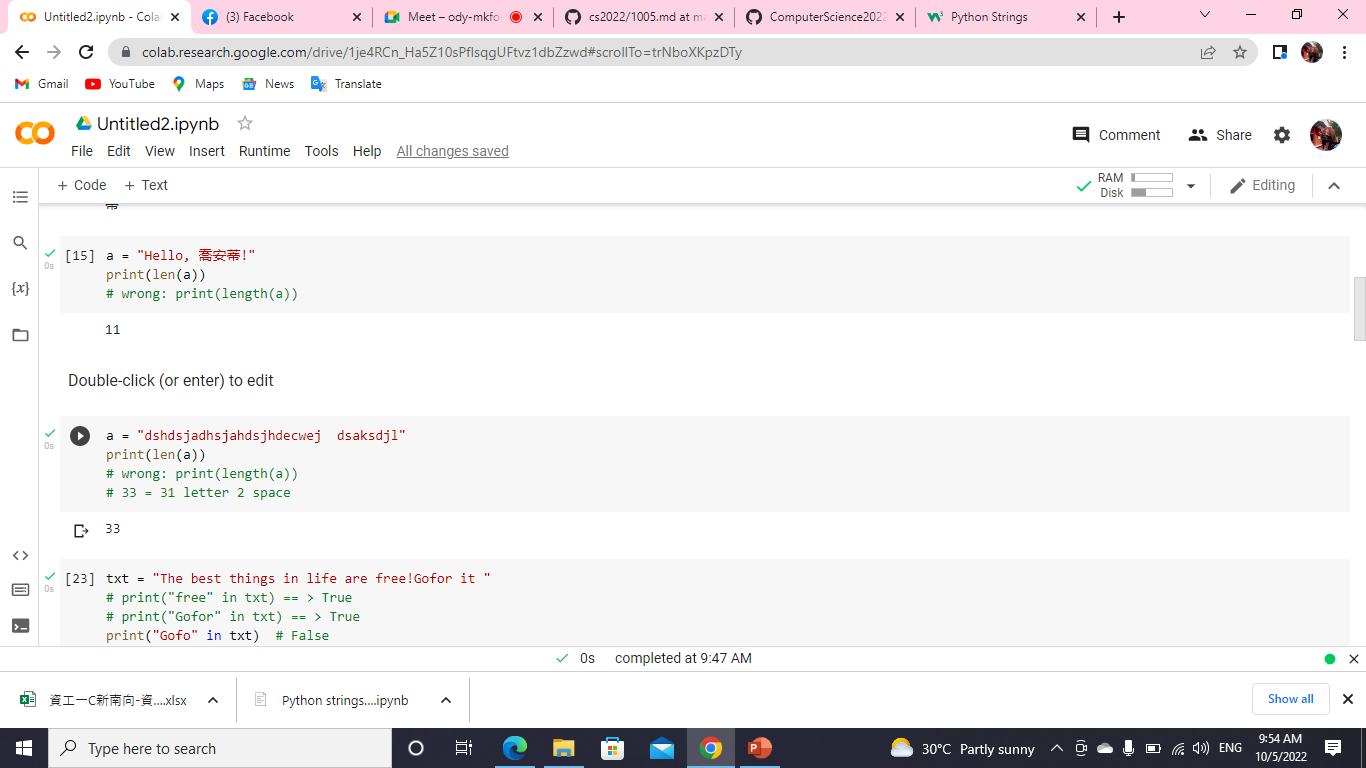 Untitled2.ipynb - Cola
(3) Facebook
Meet – ody-mkfo
cs2022/1005.md at ma
ComputerScience2022
Python Strings
colab.research.google.com/drive/1je4RCn_Ha5Z10sPflsqgUFtvz1dbZzwd#scrollTo=trNboXKpzDTy
Gmail
YouTube
Maps
News
Translate
Untitled2.ipynb
Comment
Share
File Edit View Insert Runtime Tools Help All changes saved
+ Code + Text
RAM
Disk
Editing
{x}
[15] a = "Hello, 喬安蒂!"
0s
print(len(a))
# wrong: print(length(a))
11
Double-click (or enter) to edit
a = "dshdsjadhsjahdsjhdecwej  dsaksdjl"
0s
print(len(a))
# wrong: print(length(a))
# 33 = 31 letter 2 space
33
[23] txt = "The best things in life are free!Gofor it "
0s
# print("free" in txt) == > True
# print("Gofor" in txt) == > True
print("Gofo" in txt)  # False
0s completed at 9:47 AM
資工一C新南向-資....xlsx
Python strings....ipynb
Show all
Type here to search
30°C Partly sunny
ENG
9:54 AM
10/5/2022